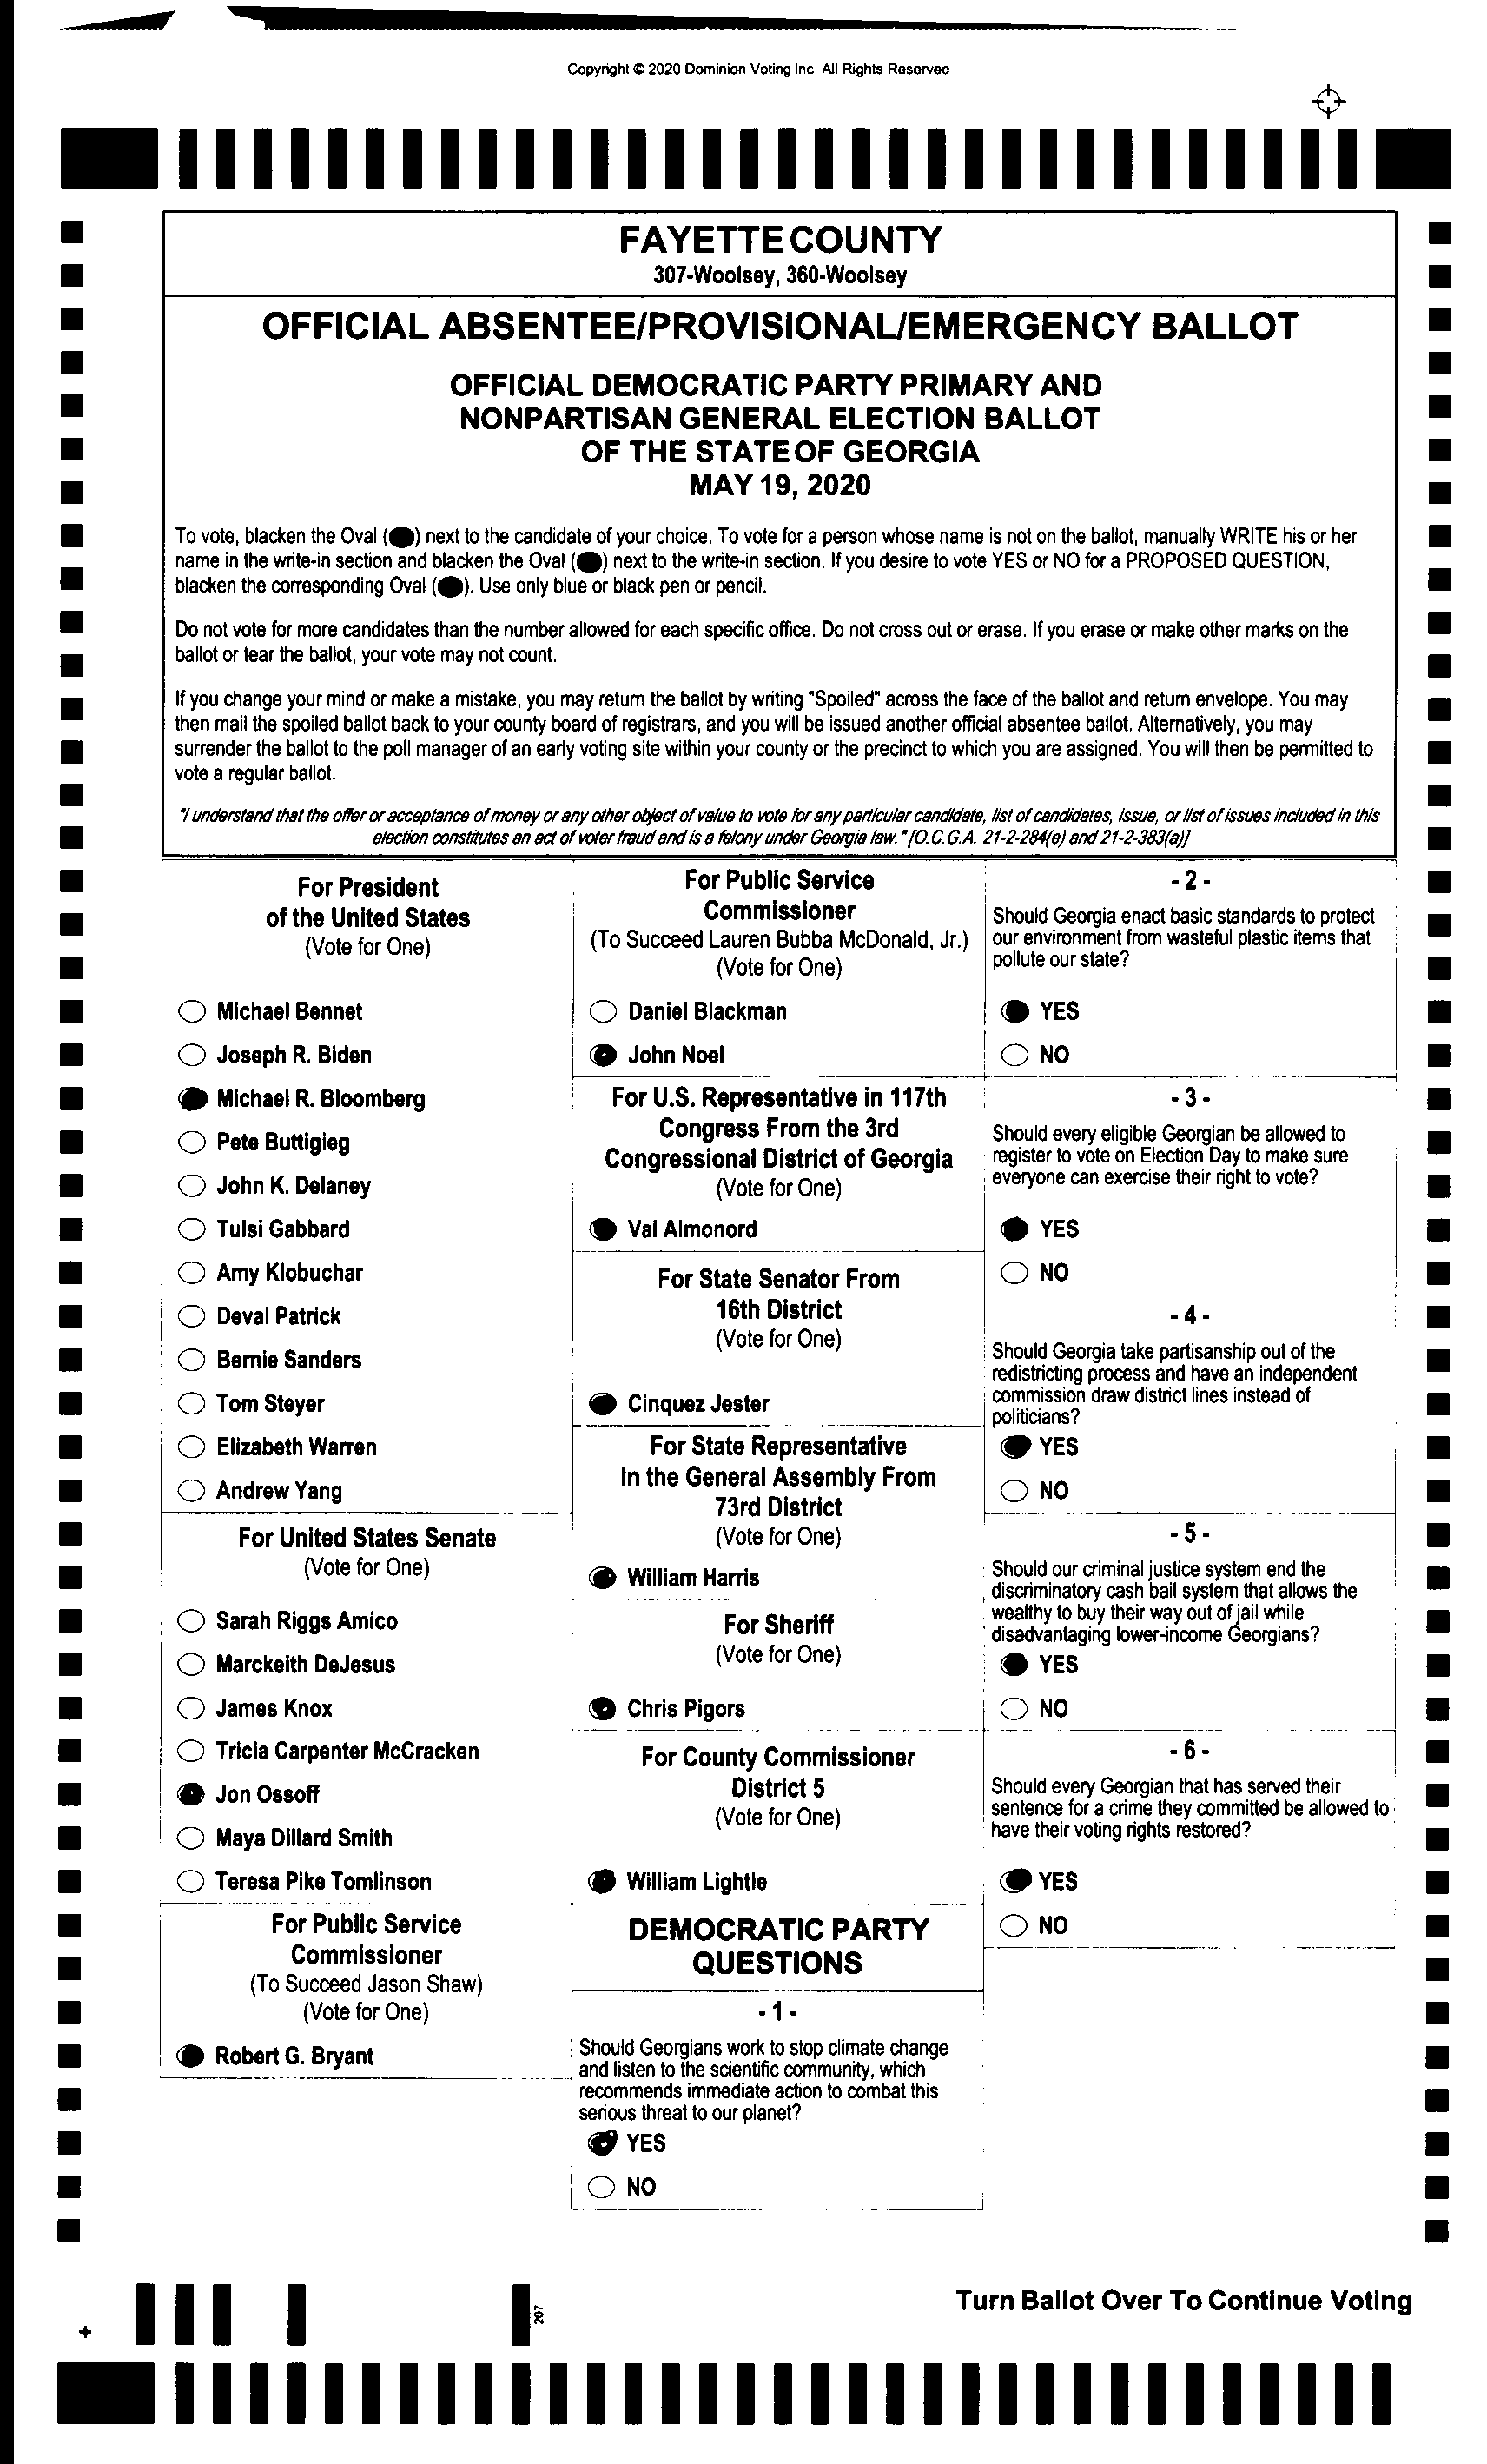 Copyright © 2020 Dominion Voting Inc. All Rights Reserved
FAYETTE COUNTY
307-Woolsey, 360-Woolsey
OFFICIAL ABSENTEE/PROVISIONAL/EMERGENCY BALLOT
OFFICIAL DEMOCRATIC PARTY PRIMARY AND
NONPARTISAN GENERAL ELECTION BALLOT
OF THE STATE OF GEORGIA
MAY 19, 2020
To vote, blacken the Oval (●) next to the candidate of your choice. To vote for a person whose name is not on the ballot, manually WRITE his or her
name in the write-in section and blacken the Oval (●) next to the write-in section. If you desire to vote YES or NO for a PROPOSED QUESTION,
blacken the corresponding Oval (●). Use only blue or black pen or pencil.
Do not vote for more candidates than the number allowed for each specific office. Do not cross out or erase. If you erase or make other marks on the
ballot or tear the ballot, your vote may not count.
If you change your mind or make a mistake, you may return the ballot by writing "Spoiled" across the face of the ballot and return envelope. You may
then mail the spoiled ballot back to your county board of registrars, and you will be issued another official absentee ballot. Alternatively, you may
surrender the ballot to the poll manager of an early voting site within your county or the precinct to which you are assigned. You will then be permitted to
vote a regular ballot.
"I understand that the offer or acceptance of money or any other object of value to vote for any particular candidate, list of candidates, issue, or list of issues included in this
election constitutes an act of voter fraud and is a felony under Georgia law." [O.C.G.A. 21-2-284(e) and 21-2-383(a)]
For President
of the United States
(Vote for One)
Michael Bennet
Joseph R. Biden
Michael R. Bloomberg
Pete Buttigieg
John K. Delaney
Tulsi Gabbard
Amy Klobuchar
Deval Patrick
Bernie Sanders
Tom Steyer
Elizabeth Warren
Andrew Yang
For United States Senate
(Vote for One)
Sarah Riggs Amico
Marckeith DeJesus
James Knox
Tricia Carpenter McCracken
Jon Ossoff
Maya Dillard Smith
Teresa Pike Tomlinson
For Public Service
Commissioner
(To Succeed Jason Shaw)
(Vote for One)
Robert G. Bryant
For Public Service
Commissioner
(To Succeed Lauren Bubba McDonald, Jr.)
(Vote for One)
Daniel Blackman
John Noel
For U.S. Representative in 117th
Congress From the 3rd
Congressional District of Georgia
(Vote for One)
Val Almonord
For State Senator From
16th District
(Vote for One)
Cinquez Jester
For State Representative
In the General Assembly From
73rd District
(Vote for One)
William Harris
For Sheriff
(Vote for One)
Chris Pigors
For County Commissioner
District 5
(Vote for One)
William Lightle
DEMOCRATIC PARTY
QUESTIONS
- 1 -
Should Georgians work to stop climate change
and listen to the scientific community, which
recommends immediate action to combat this
serious threat to our planet?
YES
NO
- 2 -
Should Georgia enact basic standards to protect
our environment from wasteful plastic items that
pollute our state?
YES
NO
- 3 -
Should every eligible Georgian be allowed to
register to vote on Election Day to make sure
everyone can exercise their right to vote?
YES
NO
- 4 -
Should Georgia take partisanship out of the
redistricting process and have an independent
commission draw district lines instead of
politicians?
YES
NO
- 5 -
Should our criminal justice system end the
discriminatory cash bail system that allows the
wealthy to buy their way out of jail while
disadvantaging lower-income Georgians?
YES
NO
- 6 -
Should every Georgian that has served their
sentence for a crime they committed be allowed to
have their voting rights restored?
YES
NO
Turn Ballot Over To Continue Voting
207
+